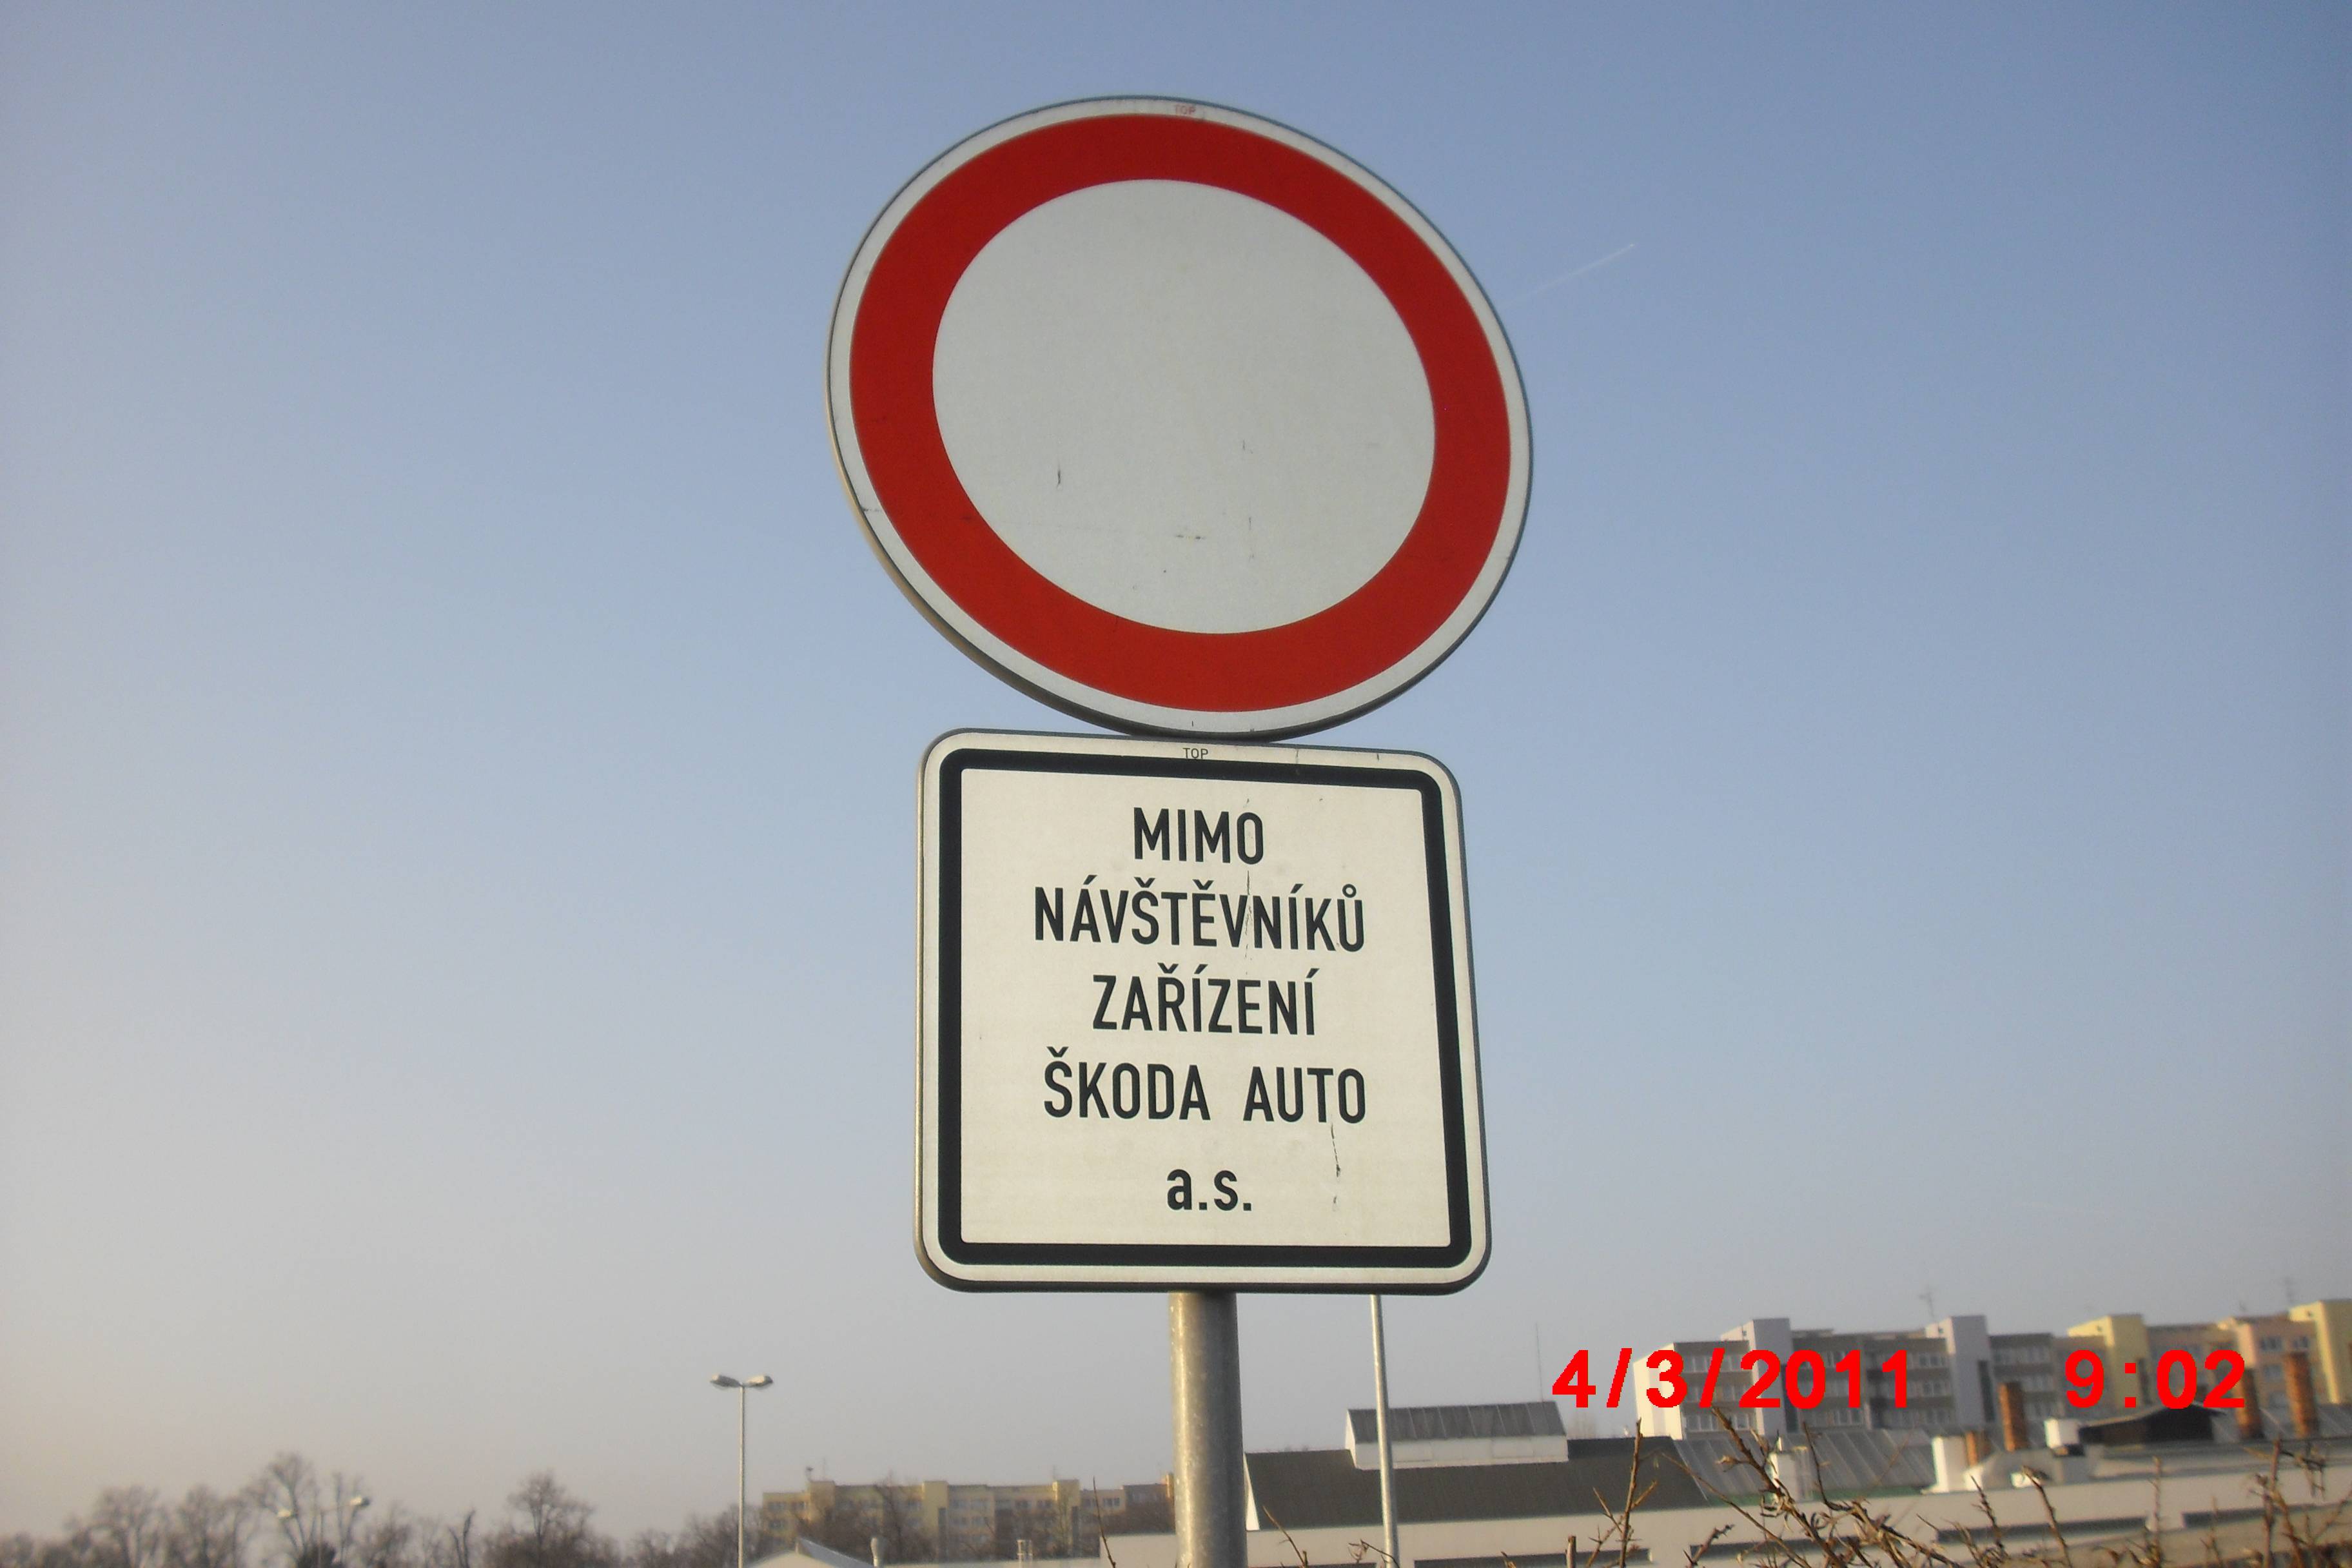 TOP
TOP
MIMO
NÁVŠTĚVNÍKŮ
ZAŘÍZENÍ
ŠKODA AUTO
a.s.
4/3/2011 9:02